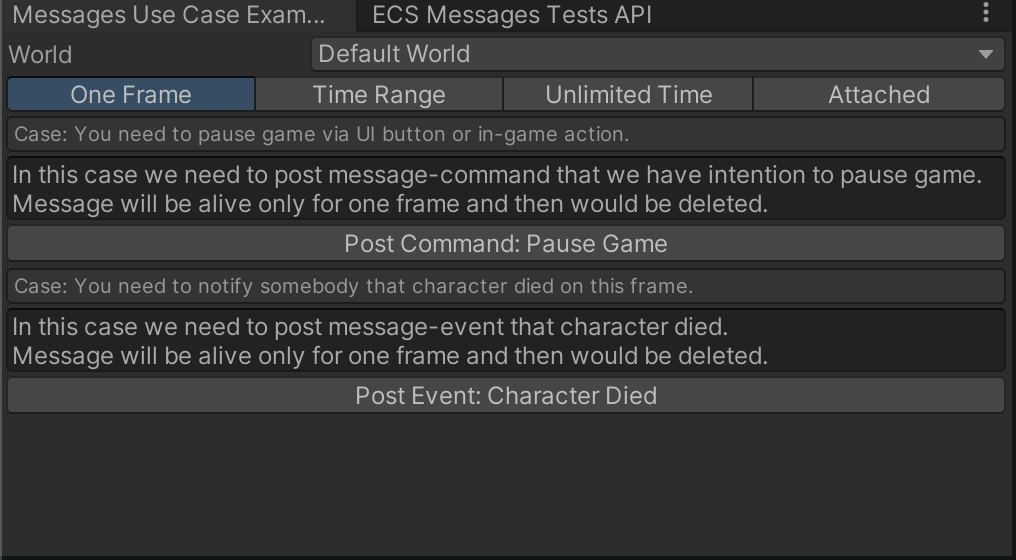 Messages Use Case Exam...
ECS Messages Tests API
World
Default World
One Frame
Time Range
Unlimited Time
Attached
Case: You need to pause game via UI button or in-game action.
In this case we need to post message-command that we have intention to pause game.
Message will be alive only for one frame and then would be deleted.
Post Command: Pause Game
Case: You need to notify somebody that character died on this frame.
In this case we need to post message-event that character died.
Message will be alive only for one frame and then would be deleted.
Post Event: Character Died